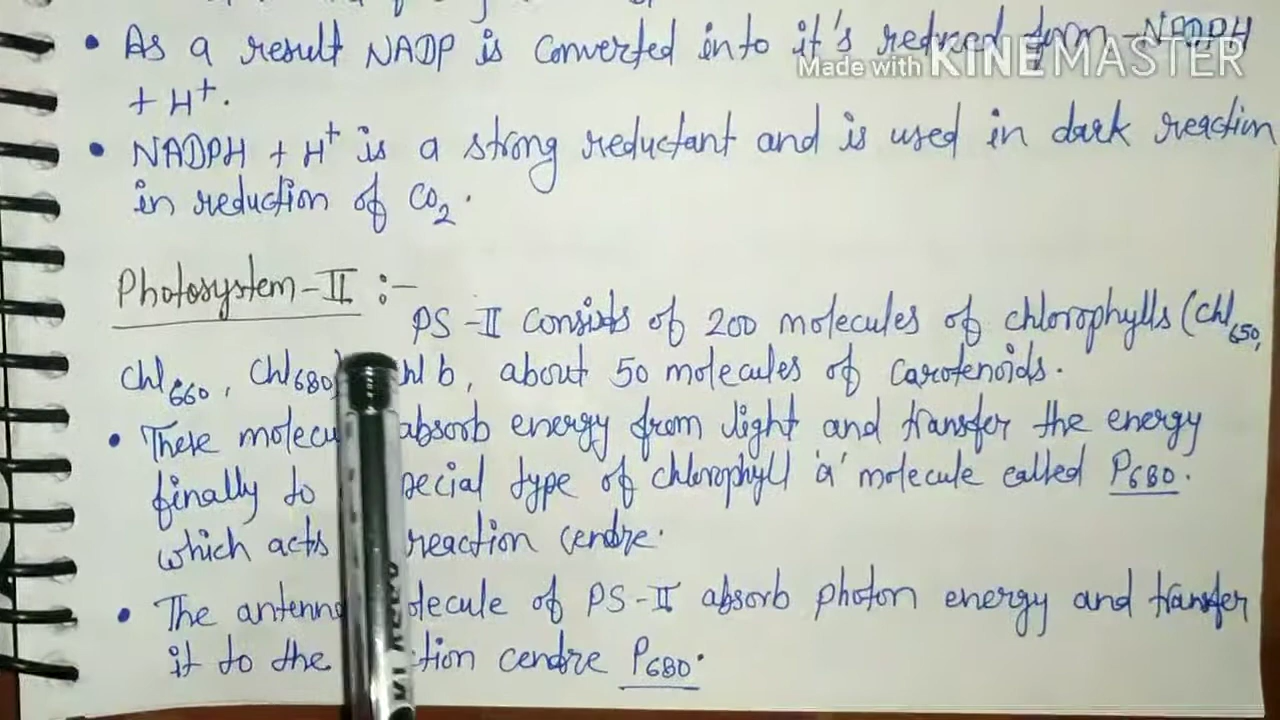 • As a result NADP is converted into it's reduced form - NADPH
Made with KINEMASTER
+ H⁺.
• NADPH + H⁺ is a strong reductant and is used in dark reaction
in reduction of CO₂.
Photosystem-II :-
PS-II consists of 200 molecules of chlorophylls (Chl₆₅₀,
Chl₆₆₀, Chl₆₈₀) hl b, about 50 molecules of carotenoids.
• These molecu absorb energy from light and transfer the energy
finally to pecial type of chlorophyll 'a' molecule called P₆₈₀.
which acts reaction centre.
• The antenna olecule of PS-II absorb photon energy and transfer
it to the ction centre P₆₈₀.